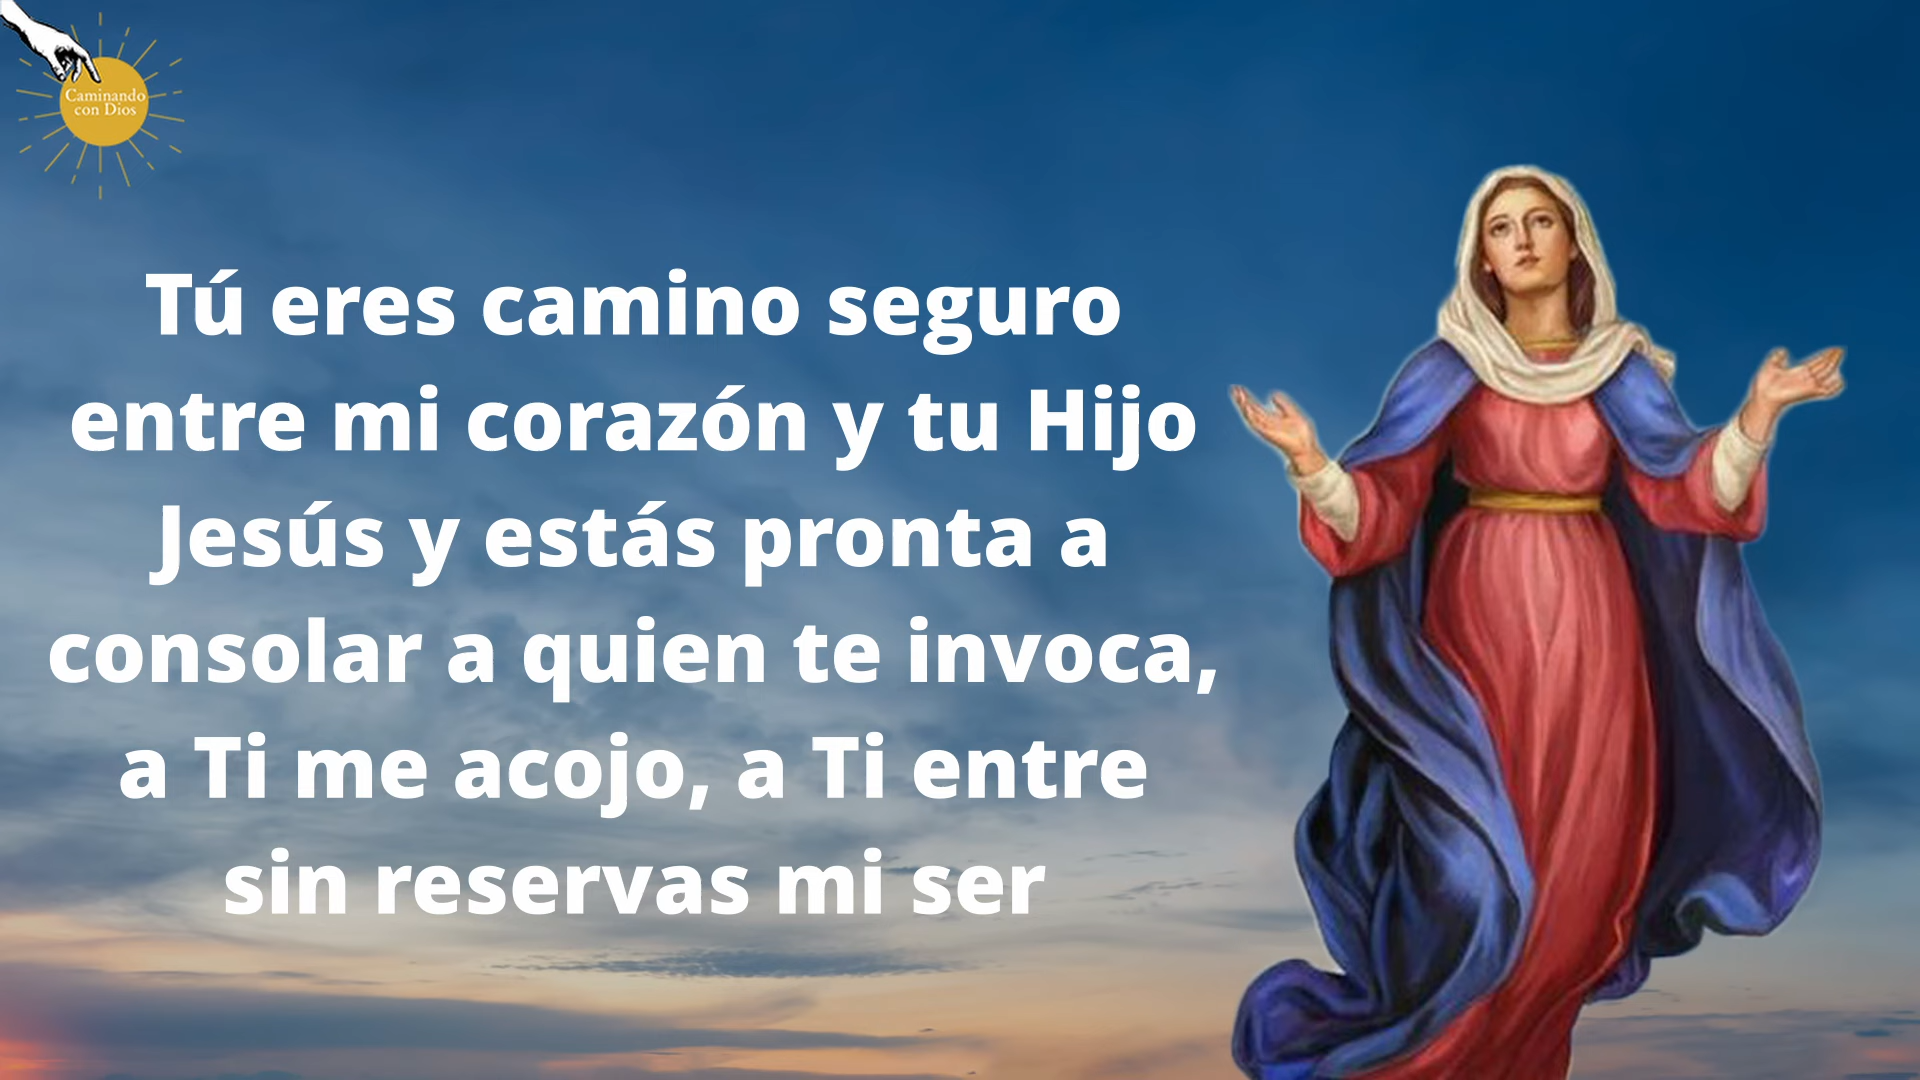 Caminando
con Dios
Tú eres camino seguro
entre mi corazón y tu Hijo
Jesús y estás pronta a
consolar a quien te invoca,
a Ti me acojo, a Ti entre
sin reservas mi ser